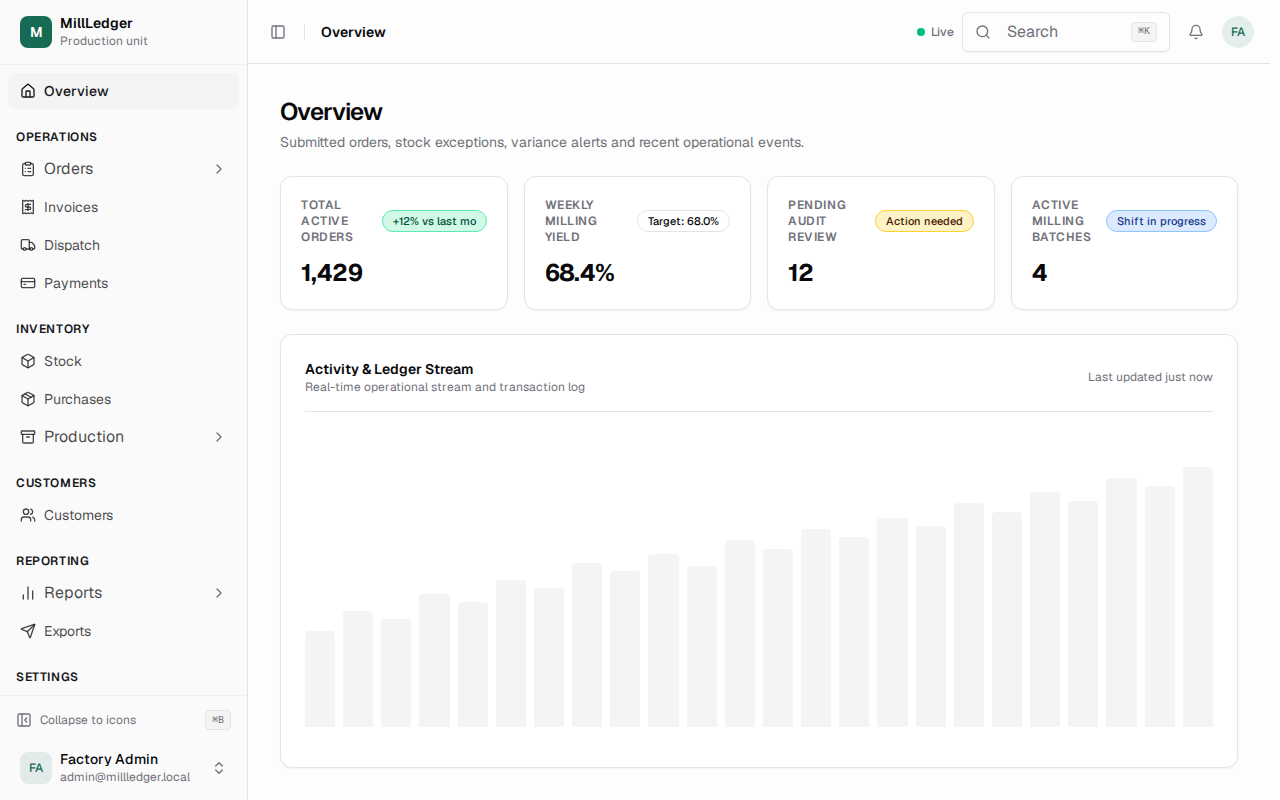 M
MillLedger
Production unit
Overview
OPERATIONS
Orders
Invoices
Dispatch
Payments
INVENTORY
Stock
Purchases
Production
CUSTOMERS
Customers
REPORTING
Reports
Exports
SETTINGS
Collapse to icons
⌘B
FA
Factory Admin
admin@millledger.local
Overview
Live
Search
⌘K
FA
Overview
Submitted orders, stock exceptions, variance alerts and recent operational events.
TOTAL
ACTIVE
ORDERS
+12% vs last mo
1,429
WEEKLY
MILLING
YIELD
Target: 68.0%
68.4%
PENDING
AUDIT
REVIEW
Action needed
12
ACTIVE
MILLING
BATCHES
Shift in progress
4
Activity & Ledger Stream
Real-time operational stream and transaction log
Last updated just now